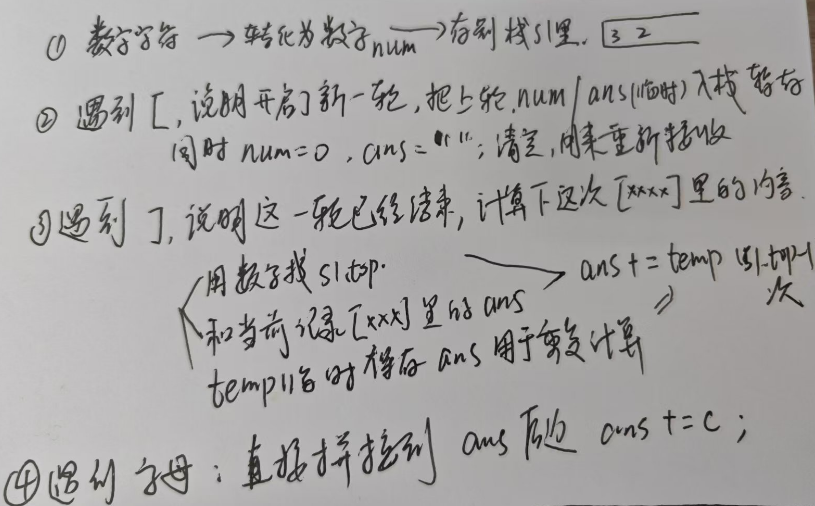 ① 数字字符 → 转化为数字num → 存到栈s1里. 3 2
② 遇到 [, 说明开启了新一轮, 把上轮.num/ans(临时)入栈暂存
同时 num=0 , ans=" "; 清空, 用来重新接收
③ 遇到 ], 说明这一轮已经结束, 计算下这次 [xxxx] 里的内容.
用数字栈 s1.top.
和当前记录[xxx]里的 ans
ans += temp (s1.top-1)次
temp临时存 ans 用于重复计算
④ 遇到 字母 : 直接拼接到 ans 后边 ans += c ;